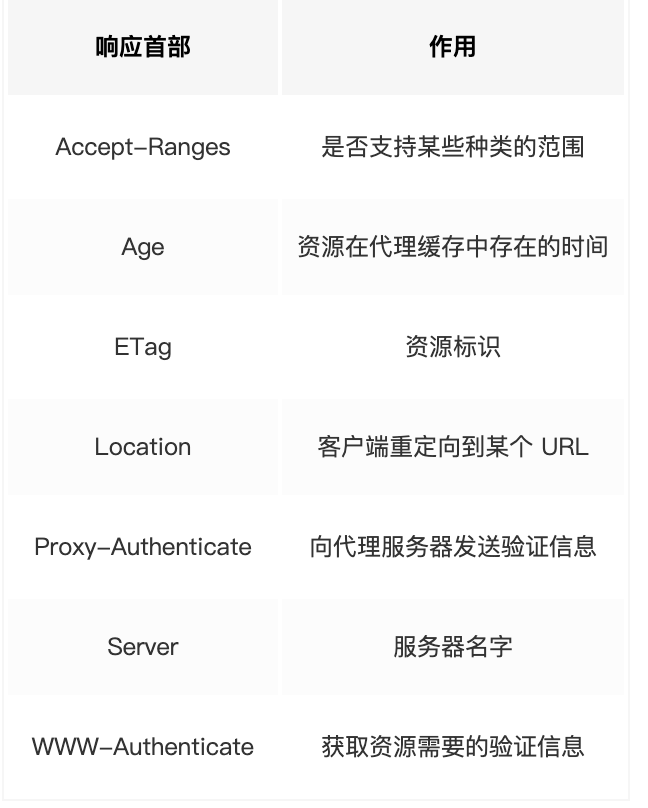 响应首部 作用
Accept-Ranges 是否支持某些种类的范围
Age 资源在代理缓存中存在的时间
ETag 资源标识
Location 客户端重定向到某个 URL
Proxy-Authenticate 向代理服务器发送验证信息
Server 服务器名字
WWW-Authenticate 获取资源需要的验证信息